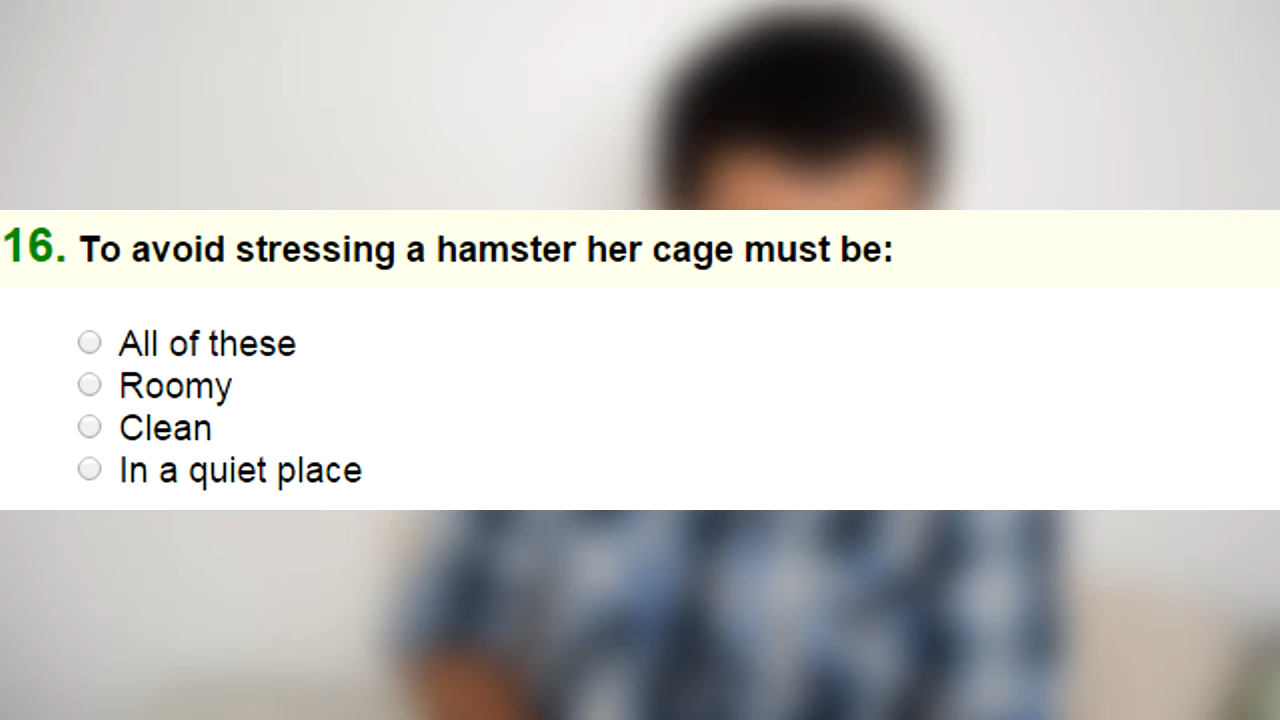 16. To avoid stressing a hamster her cage must be:
All of these
Roomy
Clean
In a quiet place